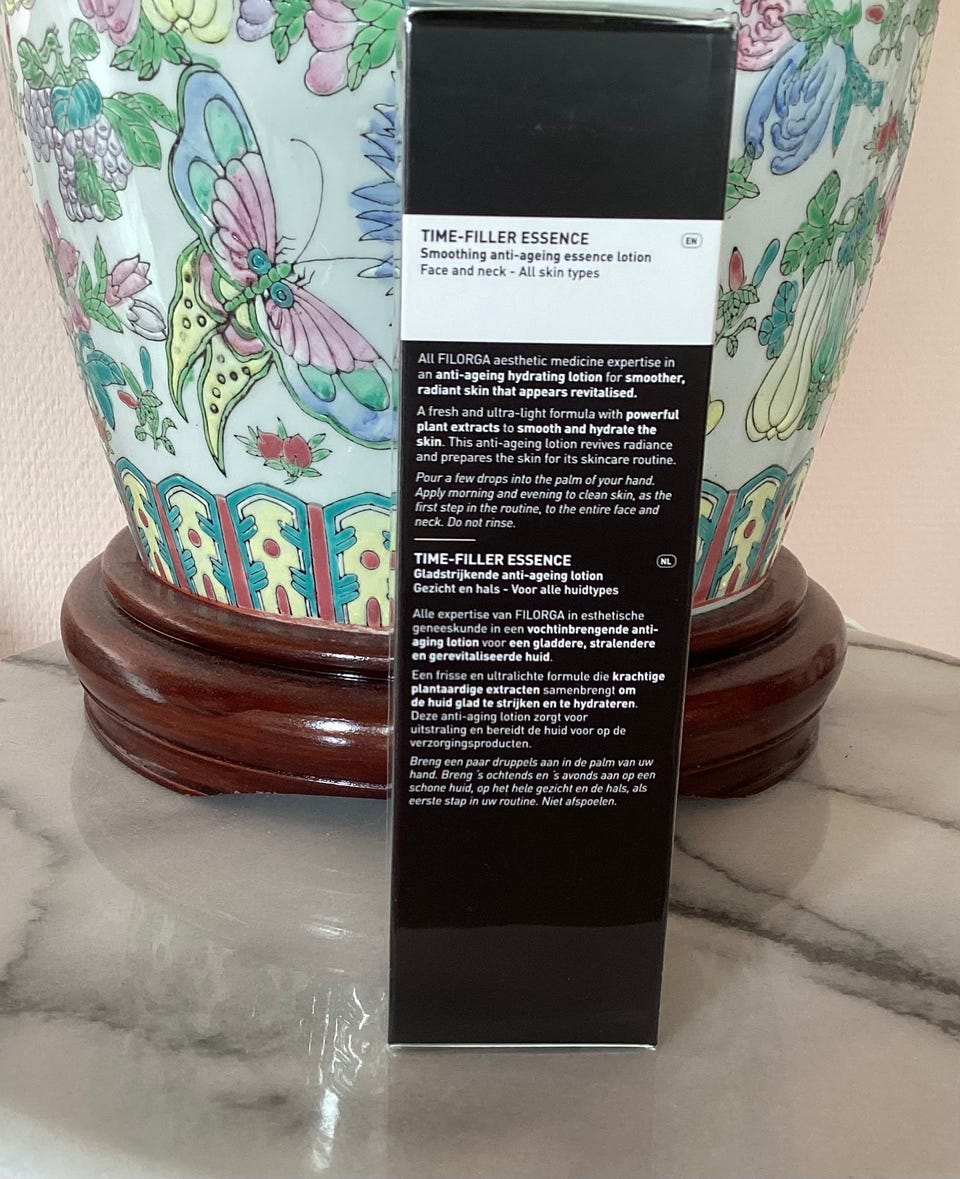 TIME-FILLER ESSENCE EN
Smoothing anti-ageing essence lotion
Face and neck - All skin types
All FILORGA aesthetic medicine expertise in
an anti-ageing hydrating lotion for smoother,
radiant skin that appears revitalised.
A fresh and ultra-light formula with powerful
plant extracts to smooth and hydrate the
skin. This anti-ageing lotion revives radiance
and prepares the skin for its skincare routine.
Pour a few drops into the palm of your hand.
Apply morning and evening to clean skin, as the
first step in the routine, to the entire face and
neck. Do not rinse.
TIME-FILLER ESSENCE NL
Gladstrijkende anti-ageing lotion
Gezicht en hals - Voor alle huidtypes
Alle expertise van FILORGA in esthetische
geneeskunde in een vochtinbrengende anti-
aging lotion voor een gladdere, stralendere
en gerevitaliseerde huid.
Een frisse en ultralichte formule die krachtige
plantaardige extracten samenbrengt om
de huid glad te strijken en te hydrateren.
Deze anti-aging lotion zorgt voor
uitstraling en bereidt de huid voor op de
verzorgingsproducten.
Breng een paar druppels aan in de palm van uw
hand. Breng 's ochtends en 's avonds aan op een
schone huid, op het hele gezicht en de hals, als
eerste stap in uw routine. Niet afspoelen.